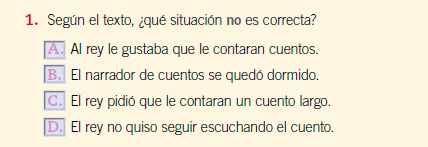 1. Según el texto, ¿qué situación no es correcta?
A. Al rey le gustaba que le contaran cuentos.
B. El narrador de cuentos se quedó dormido.
C. El rey pidió que le contaran un cuento largo.
D. El rey no quiso seguir escuchando el cuento.